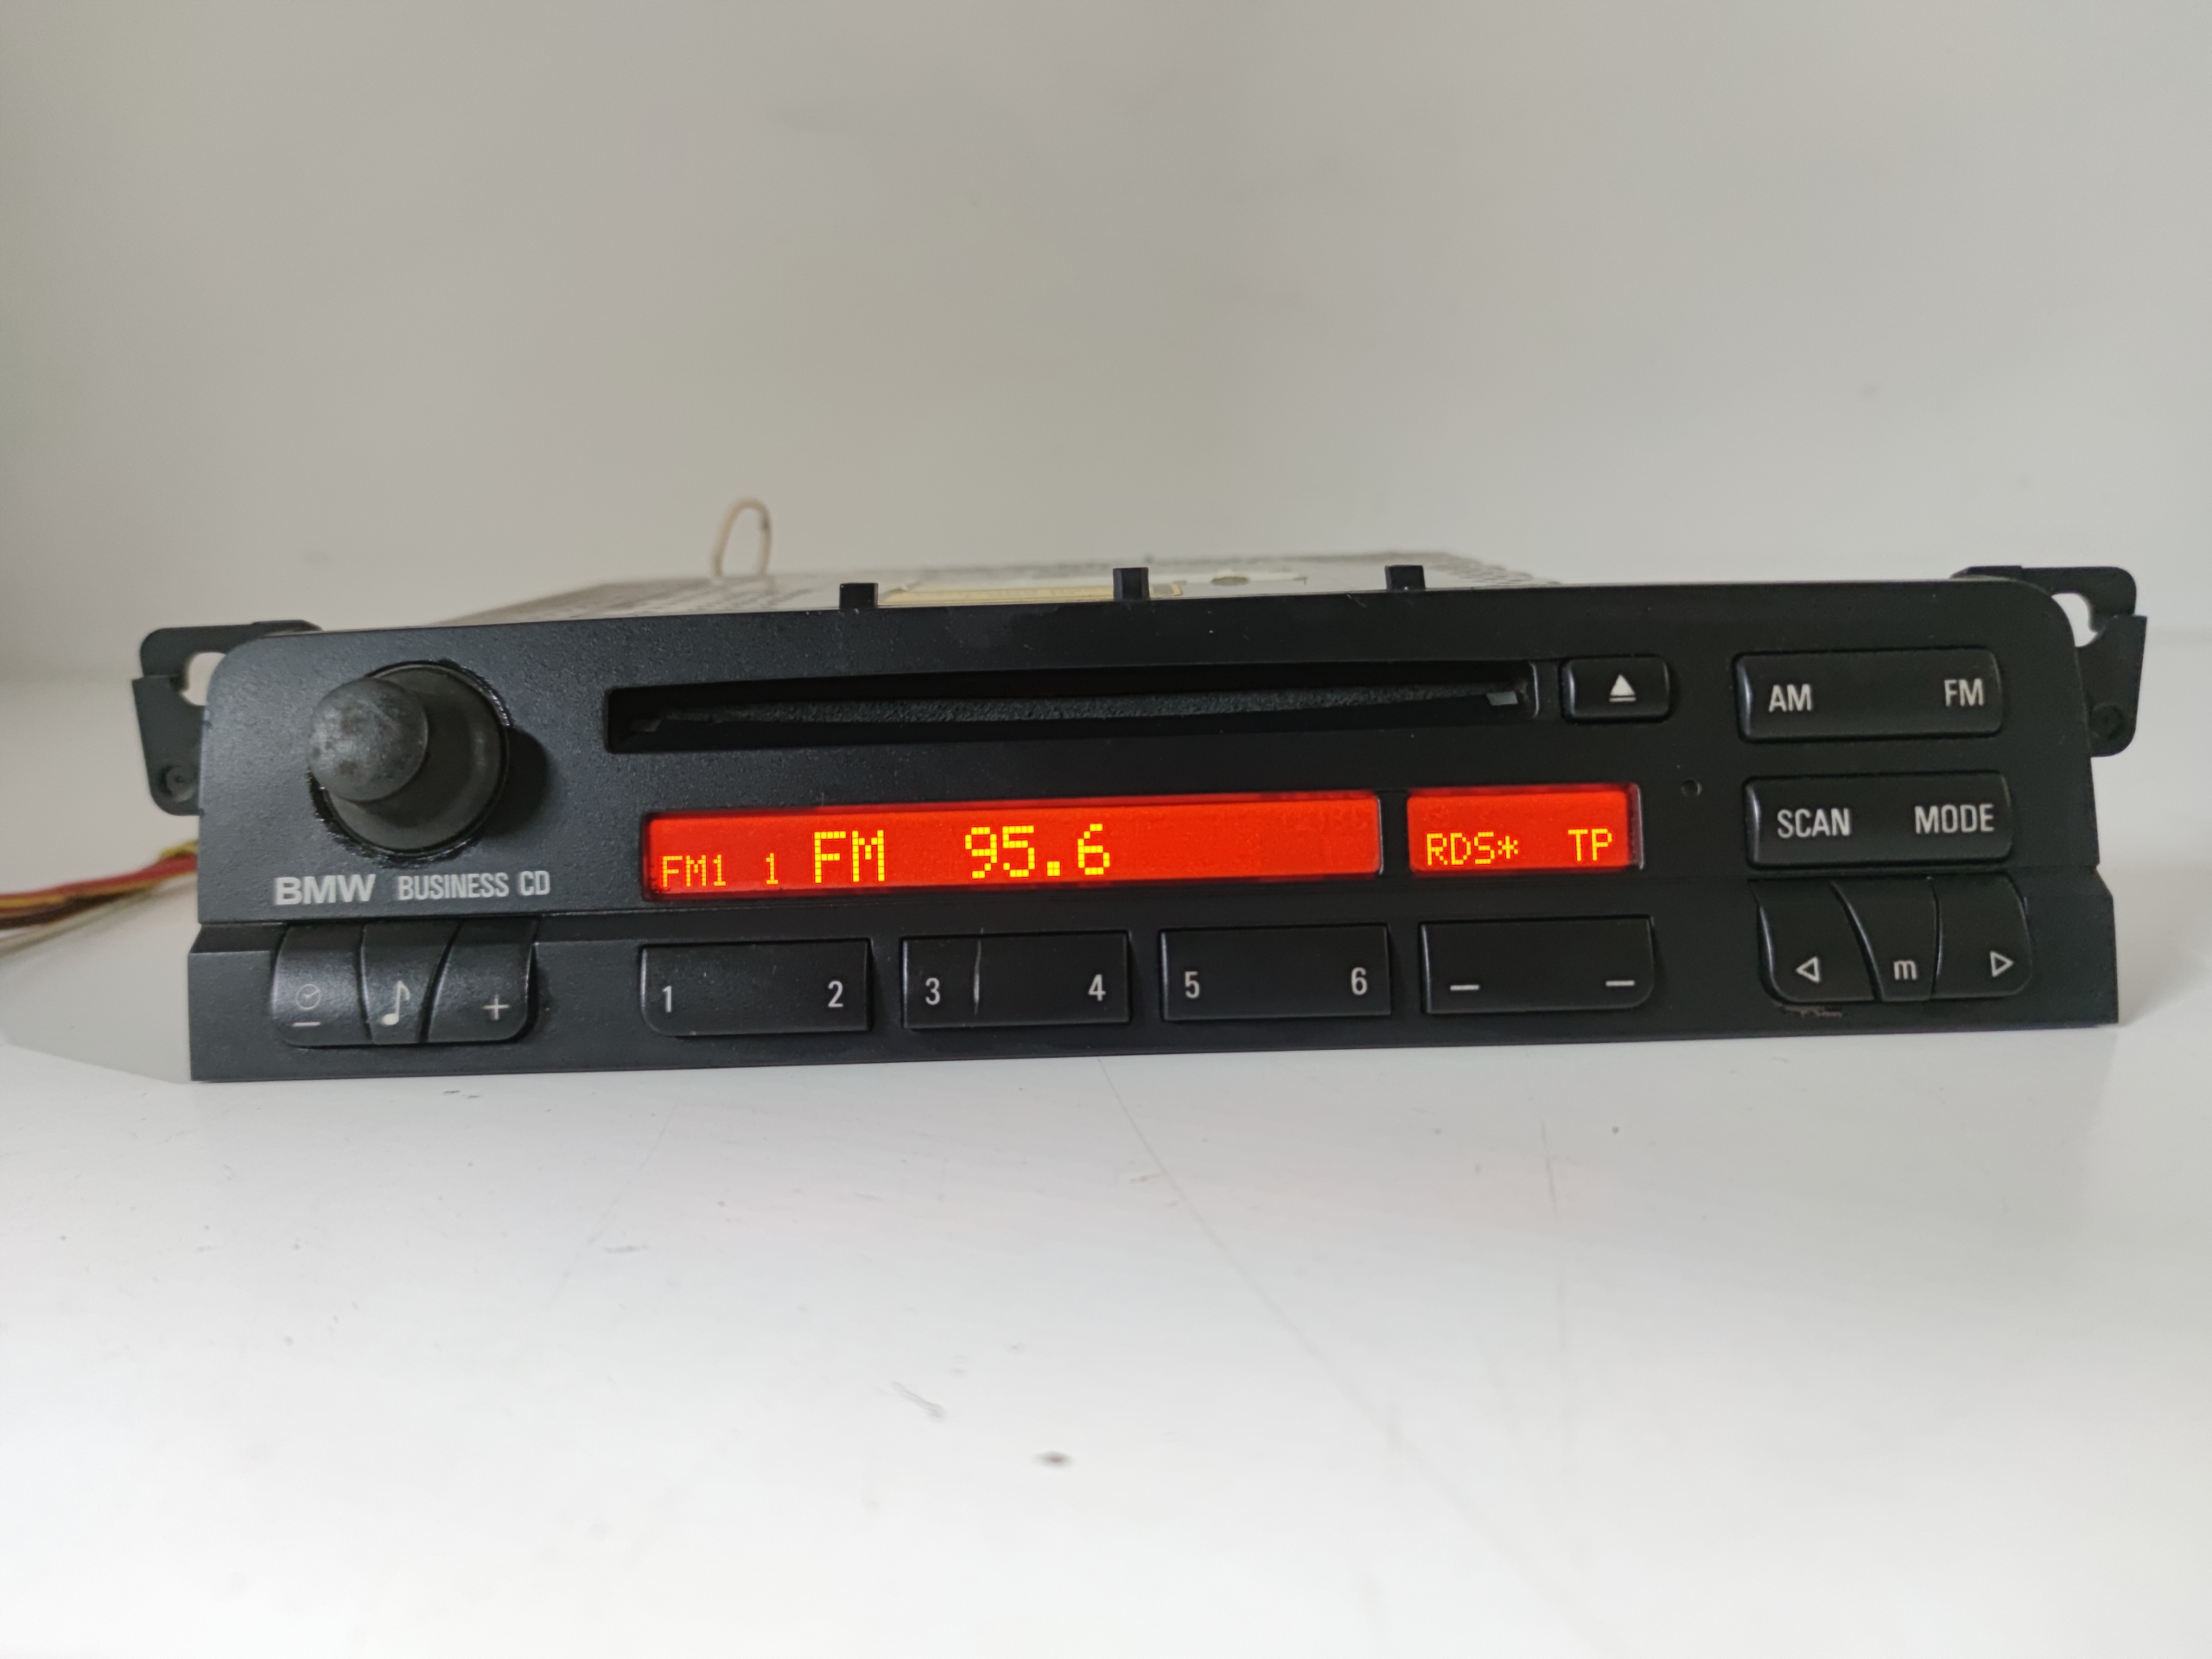 AM FM
FM1 1 FM 95.6
RDS* TP
SCAN MODE
BMW BUSINESS CD
- + 1 2 3 4 5 6 — — m